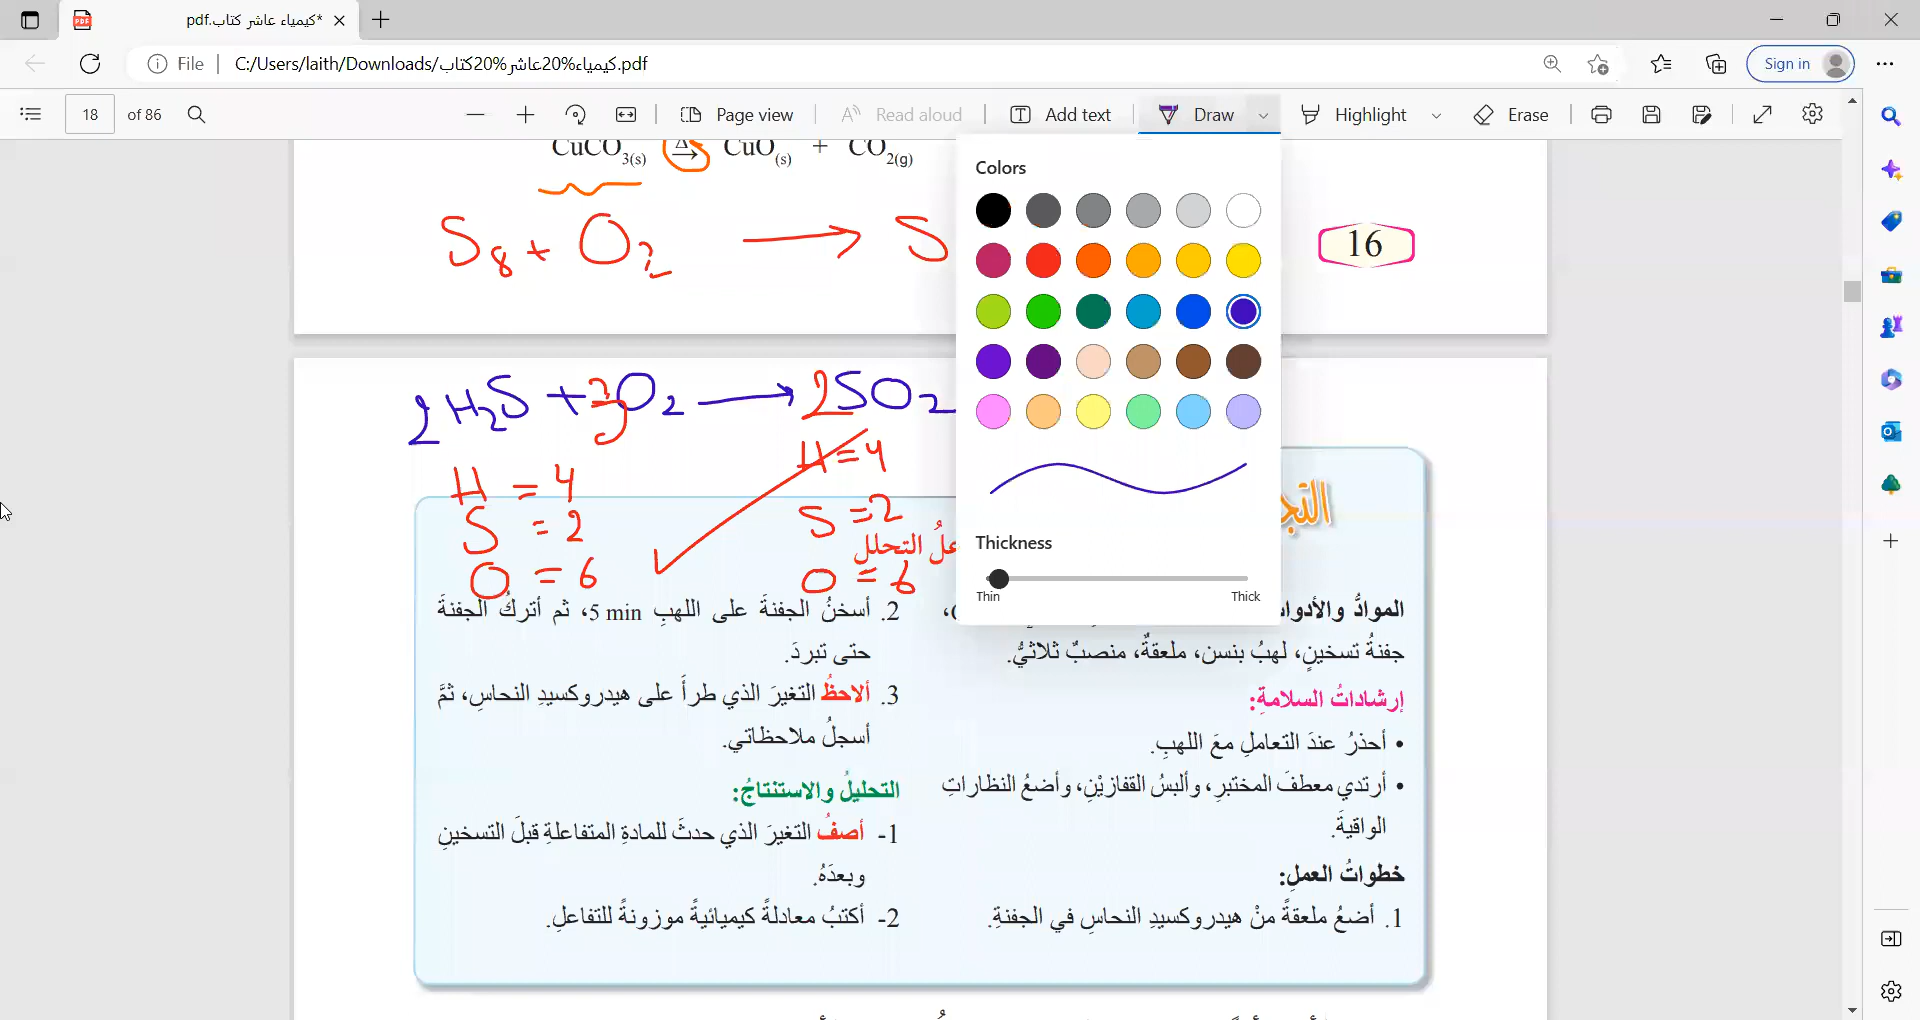 كيمياء عاشر كتاب.pdf*
File C:/Users/laith/Downloads/كيمياء%20عاشر%20كتاب.pdf
Sign in
18 of 86
Page view
Read aloud
Add text
Draw
Highlight
Erase
CuCO3(s) Δ→ CuO(s) + CO2(g)
S8 + O2 → S
16
Colors
Thickness
Thin
Thick
2H2S + 3O2 → 2SO2
H = 4
S = 2
O = 6
H = 4
S = 2
O = 6
التحلل
الموادُّ
جفنةُ تسخينٍ، لهبُ بنسن، ملعقةٌ، منصبٌ ثلاثيٌّ.
إرشاداتُ السلامةِ:
• أحذرُ عندَ التعاملِ معَ اللهبِ.
• أرتدي معطفَ المختبرِ، وألبسُ القفازيْنِ، وأضعُ النظاراتِ
الواقيةَ.
خطواتُ العملِ:
1. أضعُ ملعقةً منْ هيدروكسيدِ النحاسِ في الجفنةِ.
2. أسخنُ الجفنةَ على اللهبِ 5 min، ثم أتركُ الجفنةَ
حتى تبردَ.
3. ألاحظُ التغيرَ الذي طرأَ على هيدروكسيدِ النحاسِ، ثمَّ
أسجلُ ملاحظاتي.
التحليلُ والاستنتاجُ:
1- أصفُ التغيرَ الذي حدثَ للمادةِ المتفاعلةِ قبلَ التسخينِ
وبعدَهُ.
2- أكتبُ معادلةً كيميائيةً موزونةً للتفاعلِ.